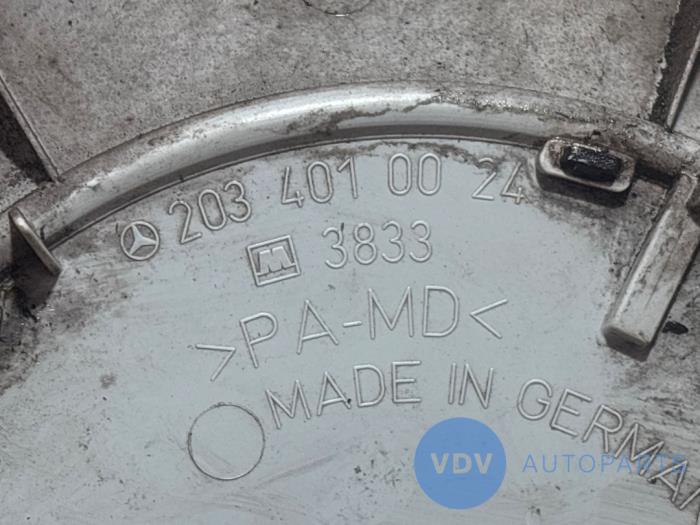 203 401 00 24
3833
>PA-MD<
MADE IN GERMAN
VDV AUTOPARTS